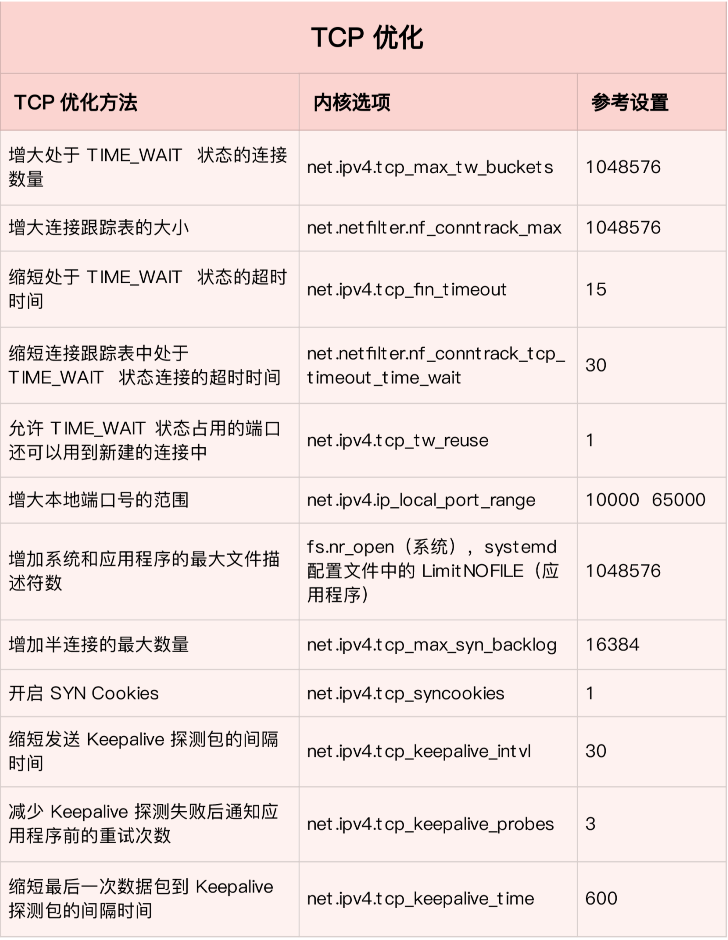 TCP 优化
TCP 优化方法 内核选项 参考设置
增大处于 TIME_WAIT 状态的连接
数量
net.ipv4.tcp_max_tw_buckets
1048576
增大连接跟踪表的大小
net.netfilter.nf_conntrack_max
1048576
缩短处于 TIME_WAIT 状态的超时
时间
net.ipv4.tcp_fin_timeout
15
缩短连接跟踪表中处于
TIME_WAIT 状态连接的超时时间
net.netfilter.nf_conntrack_tcp_
timeout_time_wait
30
允许 TIME_WAIT 状态占用的端口
还可以用到新建的连接中
net.ipv4.tcp_tw_reuse
1
增大本地端口号的范围
net.ipv4.ip_local_port_range
10000 65000
增加系统和应用程序的最大文件描
述符数
fs.nr_open（系统），systemd
配置文件中的 LimitNOFILE（应
用程序）
1048576
增加半连接的最大数量
net.ipv4.tcp_max_syn_backlog
16384
开启 SYN Cookies
net.ipv4.tcp_syncookies
1
缩短发送 Keepalive 探测包的间隔
时间
net.ipv4.tcp_keepalive_intvl
30
减少 Keepalive 探测失败后通知应
用程序前的重试次数
net.ipv4.tcp_keepalive_probes
3
缩短最后一次数据包到 Keepalive
探测包的间隔时间
net.ipv4.tcp_keepalive_time
600